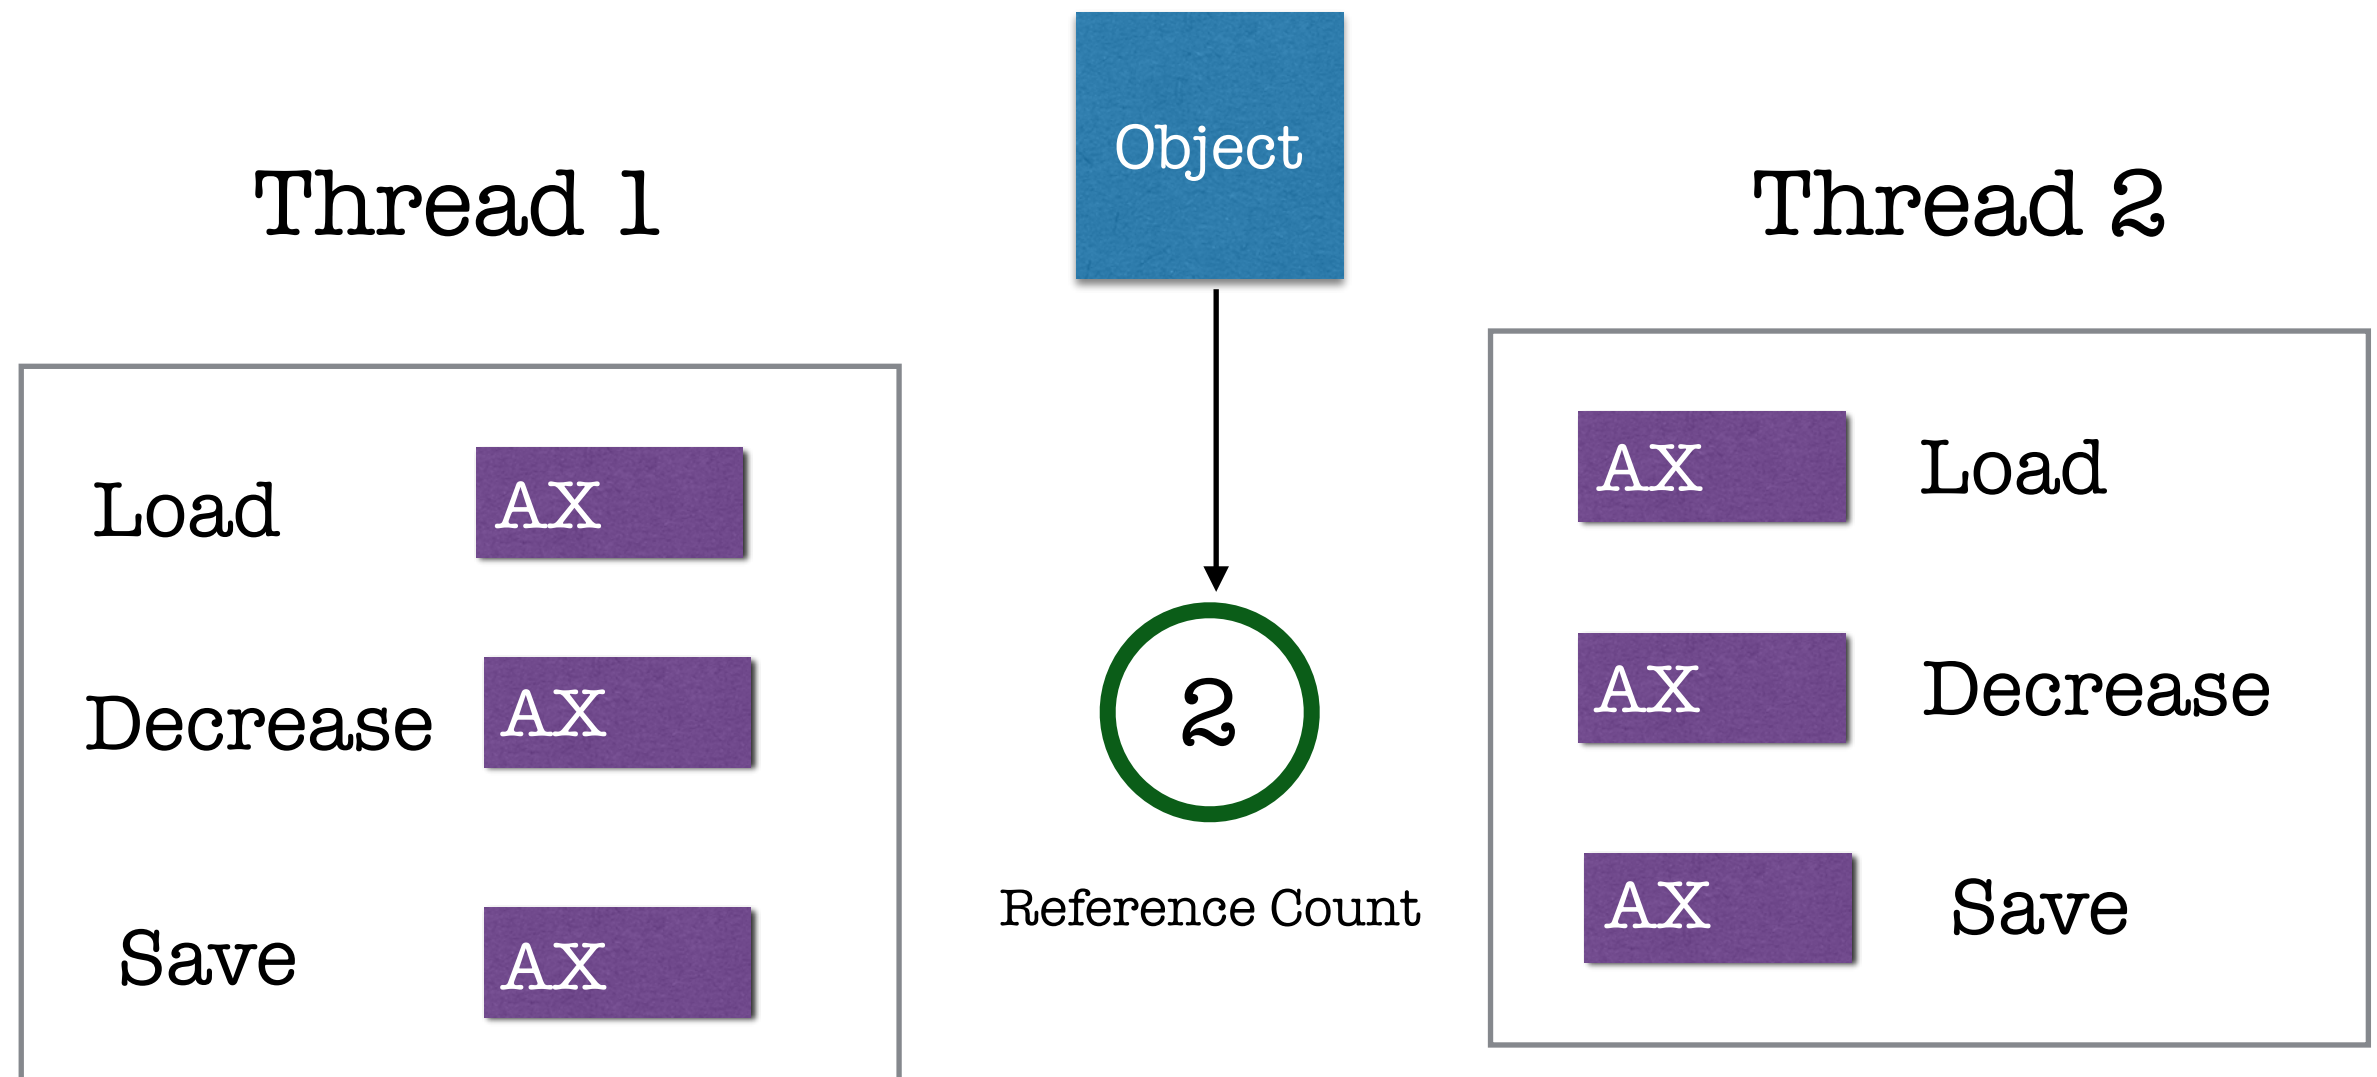 Object
Thread 1
Thread 2
Load
AX
Decrease
AX
Save
AX
2
Reference Count
AX
Load
AX
Decrease
AX
Save